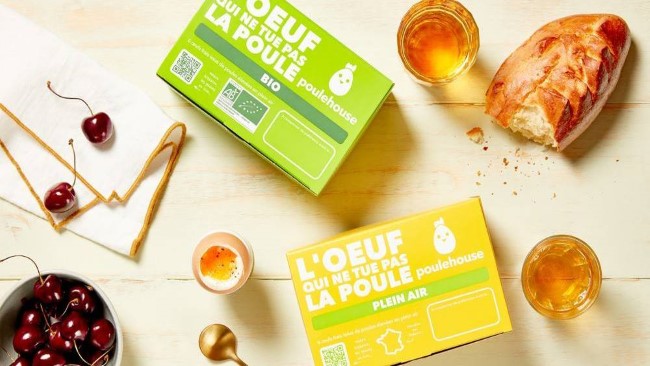 L'OEUF
QUI NE TUE PAS
LA POULE
poulehouse
BIO
AB
L'OEUF
QUI NE TUE PAS
LA POULE
poulehouse
PLEIN AIR